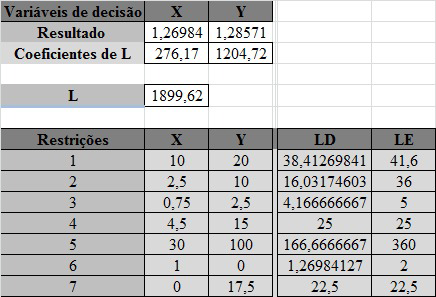 Variáveis de decisão X Y
Resultado 1,26984 1,28571
Coeficientes de L 276,17 1204,72
L 1899,62
Restrições X Y LD LE
1 10 20 38,41269841 41,6
2 2,5 10 16,03174603 36
3 0,75 2,5 4,166666667 5
4 4,5 15 25 25
5 30 100 166,6666667 360
6 1 0 1,26984127 2
7 0 17,5 22,5 22,5